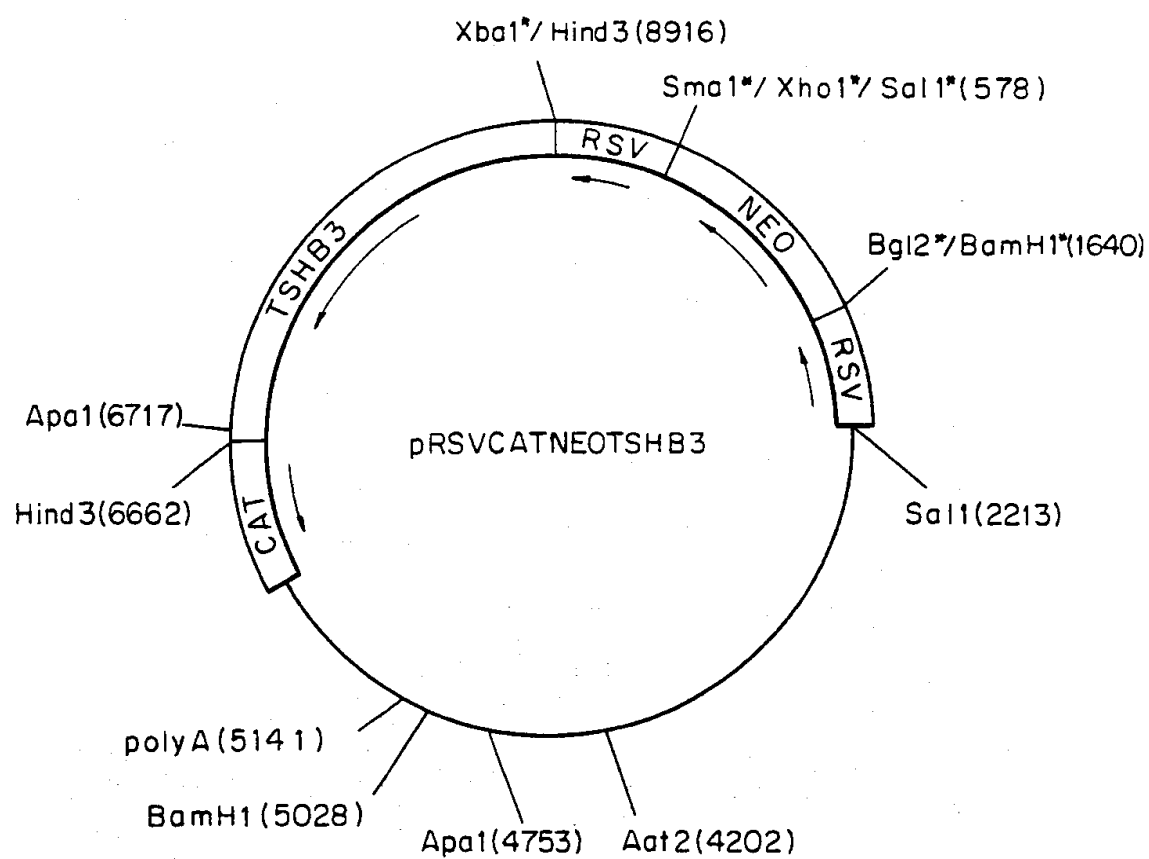 Xba1*/Hind3(8916)
Sma1*/Xho1*/Sal1*(578)
RSV
NEO
TSHB3
Bgl2*/BamH1*(1640)
RSV
Apa1(6717)
pRSVCATNEOTSHB3
Hind3(6662)
CAT
Sal1(2213)
polyA(5141)
BamH1(5028)
Apa1(4753)
Aat2(4202)